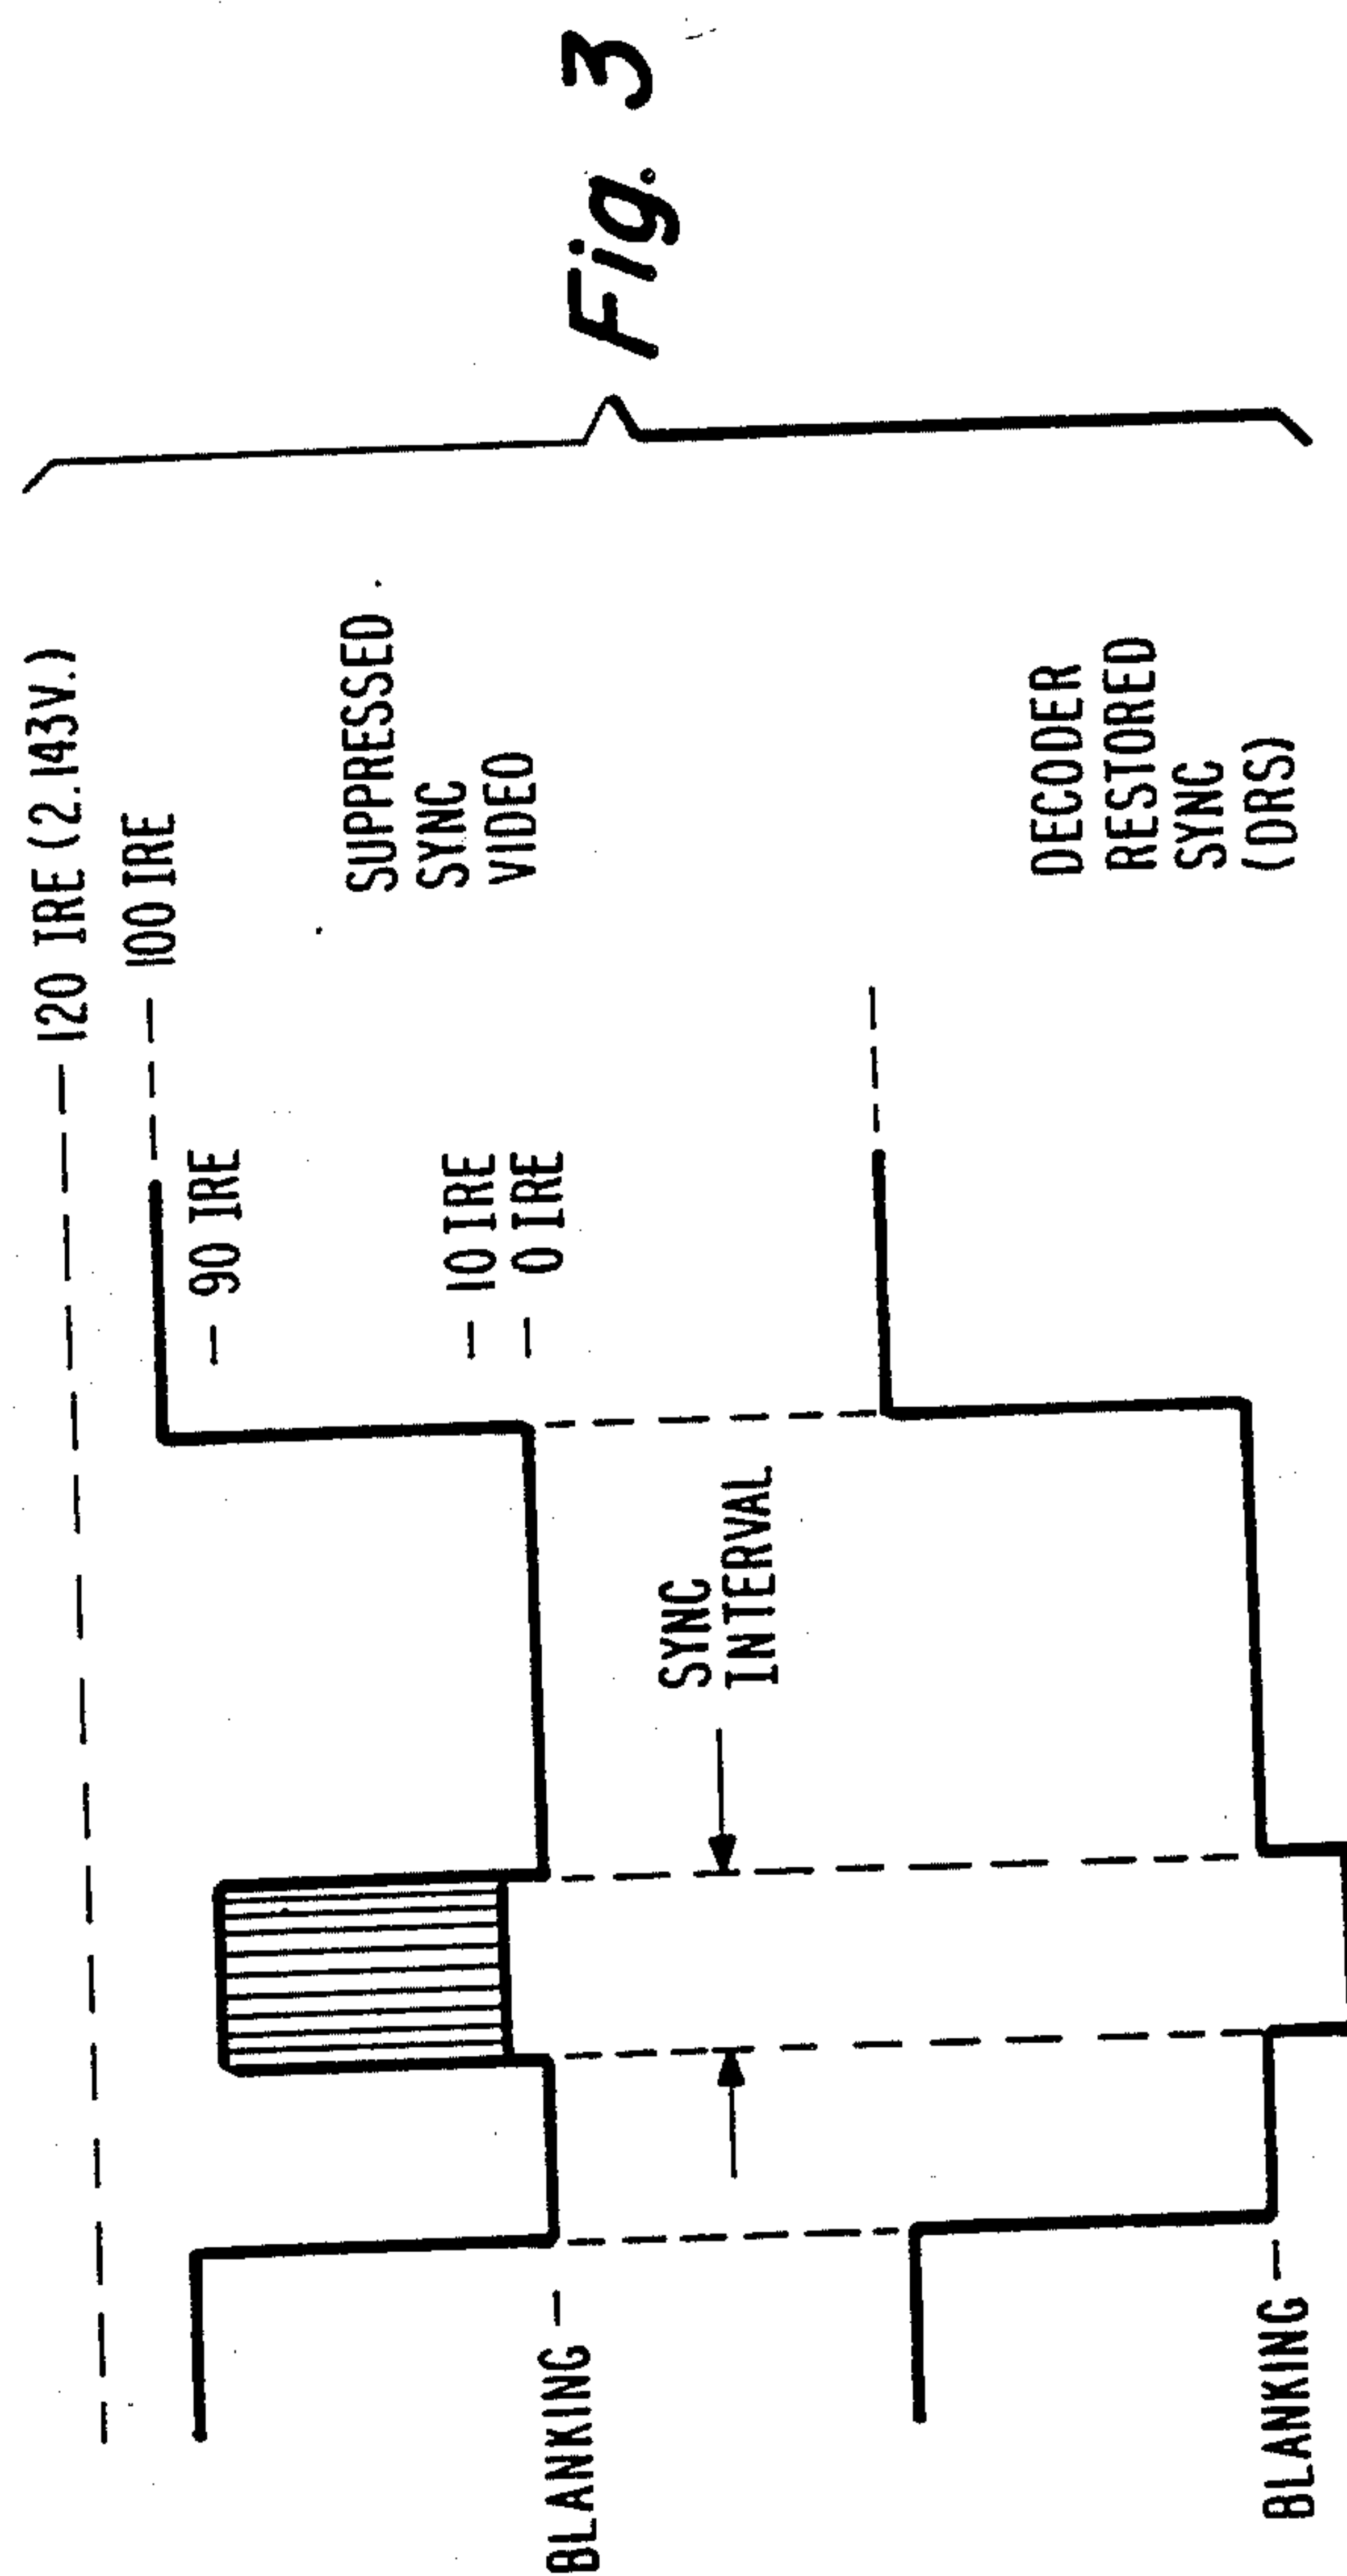 120 IRE (2.143V.)
100 IRE
90 IRE
SUPPRESSED
SYNC
VIDEO
10 IRE
0 IRE
BLANKING
SYNC
INTERVAL
DECODER
RESTORED
SYNC
(DRS)
BLANKING
Fig. 3